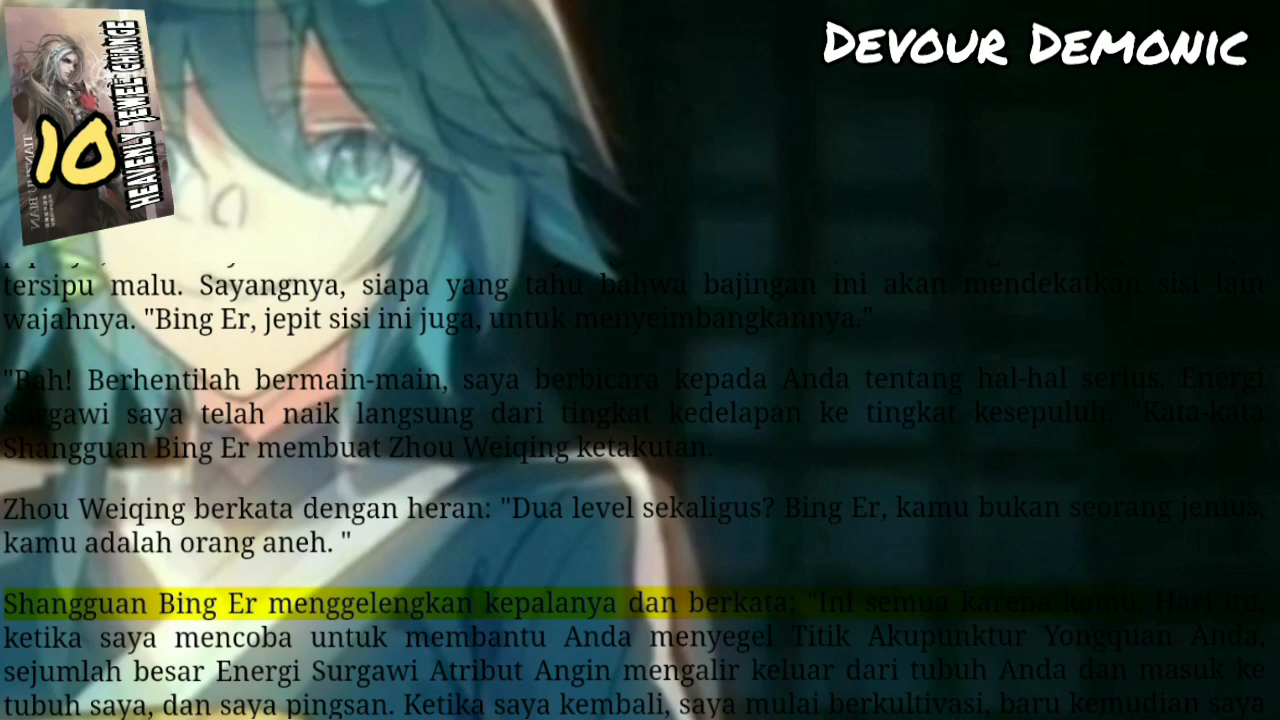 DEVOUR DEMONIC
HEAVENLY JEWEL CHANGE
10
tersipu malu. Sayangnya, siapa yang tahu bahwa bajingan ini akan mendekatkan sisi lain
wajahnya. "Bing Er, jepit sisi ini juga, untuk menyeimbangkannya."
"Bah! Berhentilah bermain-main, saya berbicara kepada Anda tentang hal-hal serius. Energi
Surgawi saya telah naik langsung dari tingkat kedelapan ke tingkat kesepuluh. "Kata-kata
Shangguan Bing Er membuat Zhou Weiqing ketakutan.
Zhou Weiqing berkata dengan heran: "Dua level sekaligus? Bing Er, kamu bukan seorang jenius,
kamu adalah orang aneh. "
Shangguan Bing Er menggelengkan kepalanya dan berkata: "Ini semua karena kamu. Hari itu,
ketika saya mencoba untuk membantu Anda menyegel Titik Akupunktur Yongquan Anda,
sejumlah besar Energi Surgawi Atribut Angin mengalir keluar dari tubuh Anda dan masuk ke
tubuh saya, dan saya pingsan. Ketika saya kembali, saya mulai berkultivasi, baru kemudian saya